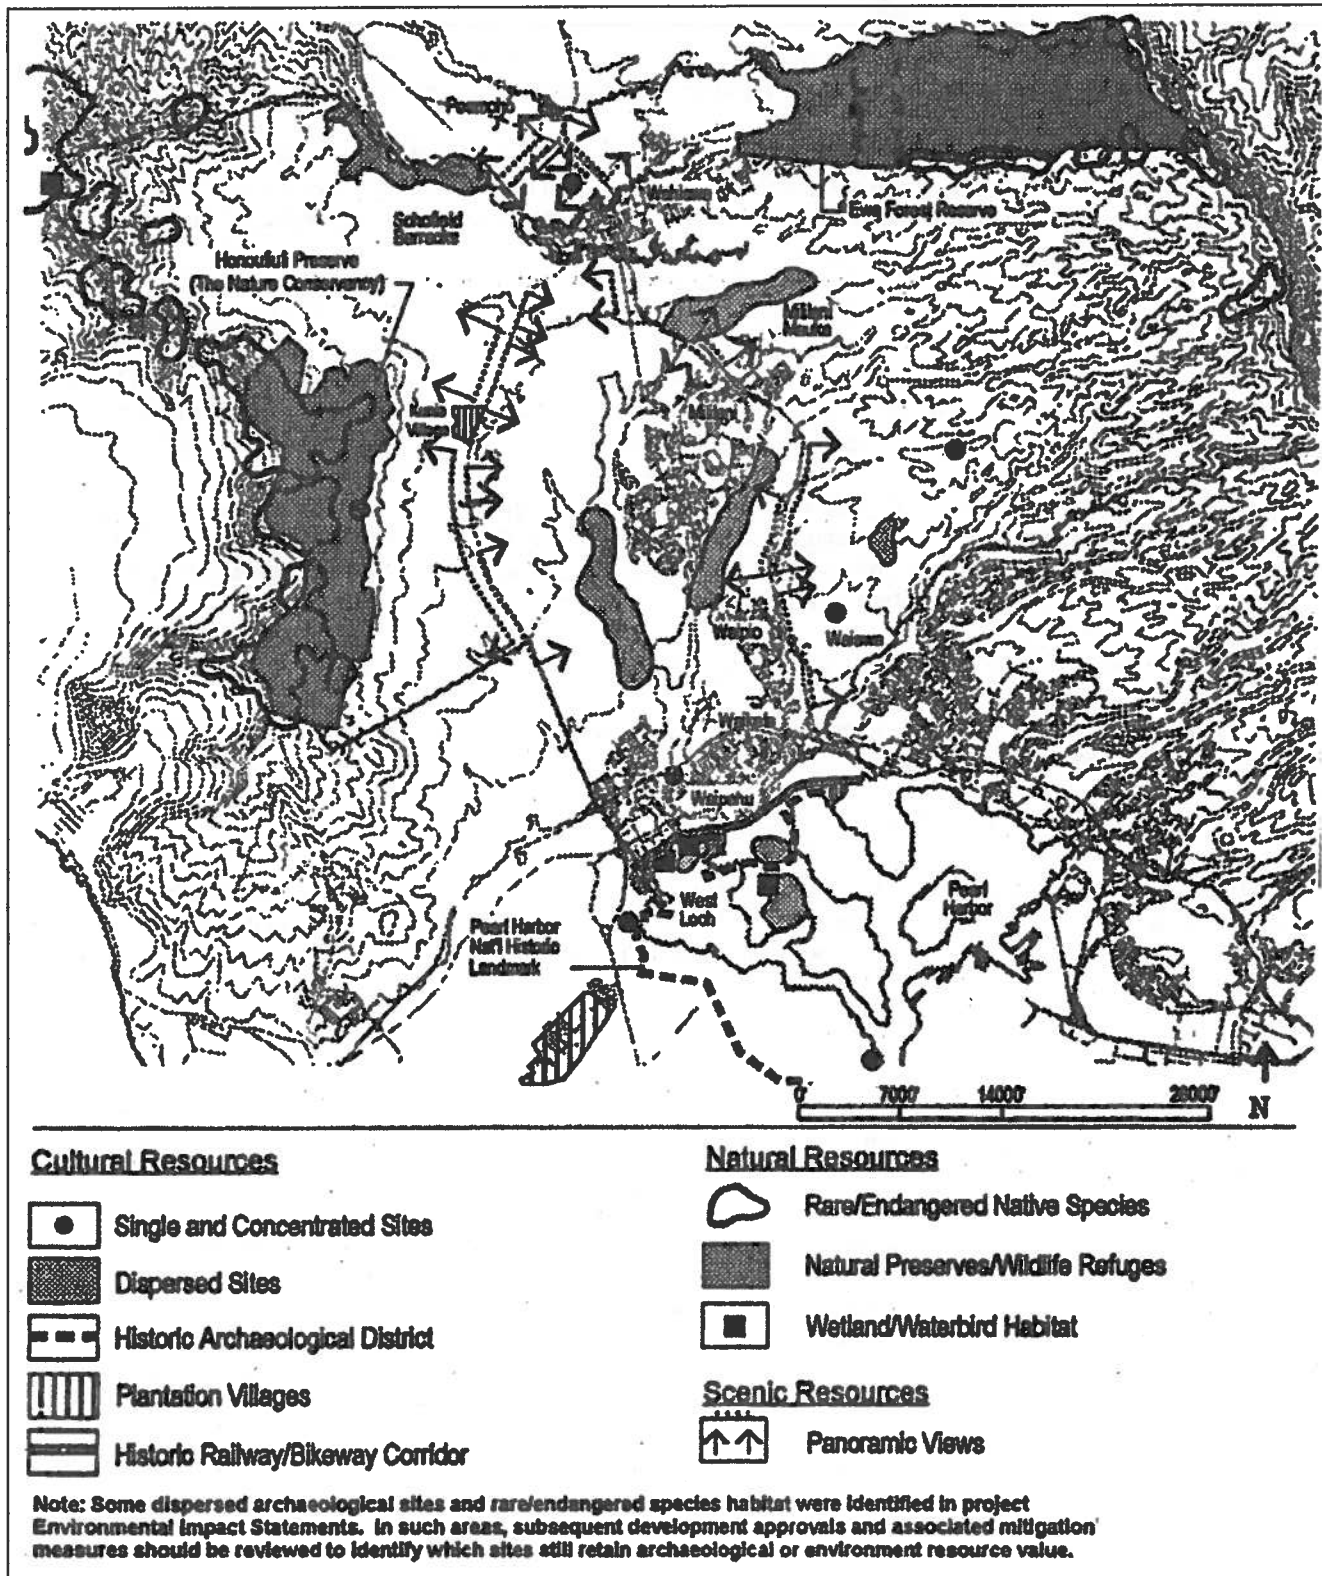 Poamoho
Wahiawa
Ewa Forest Reserve
Schofield
Barracks
Honouliuli Preserve
(The Nature Conservancy)
Mililani
Mauka
Kunia
Village
Mililani
Waipio
Waiawa
Waikele
Waipahu
West
Loch
Pearl
Harbor
Pearl Harbor
Nat'l Historic
Landmark
0' 7000' 14000' 28000'
N
Cultural Resources
Single and Concentrated Sites
Dispersed Sites
Historic Archaeological District
Plantation Villages
Historic Railway/Bikeway Corridor
Natural Resources
Rare/Endangered Native Species
Natural Preserves/Wildlife Refuges
Wetland/Waterbird Habitat
Scenic Resources
Panoramic Views
Note: Some dispersed archaeological sites and rare/endangered species habitat were identified in project
Environmental Impact Statements. In such areas, subsequent development approvals and associated mitigation
measures should be reviewed to identify which sites still retain archaeological or environment resource value.